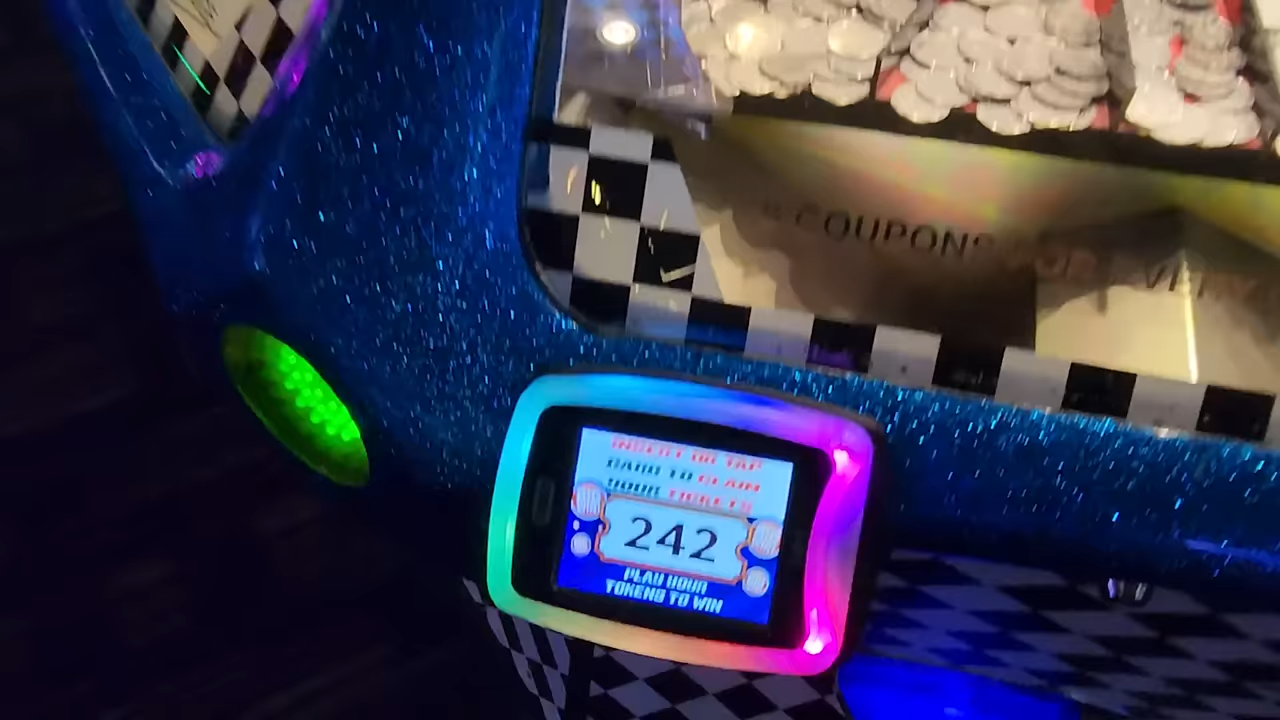 COUPONS
INSERT OR TAP
CARD TO CLAIM
YOUR TICKETS
242
PLAY YOUR
TOKENS TO WIN